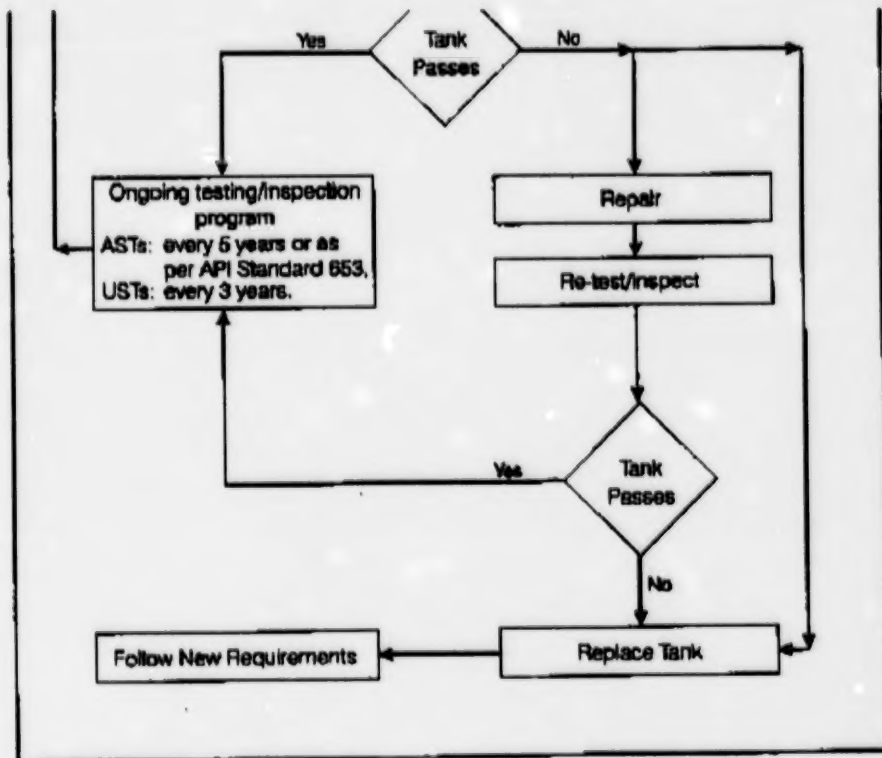 Yes
Tank
Passes
No
Ongoing testing/inspection
program
ASTs: every 5 years or as
per API Standard 653,
USTs: every 3 years.
Repair
Re-test/inspect
Yes
Tank
Passes
No
Follow New Requirements
Replace Tank